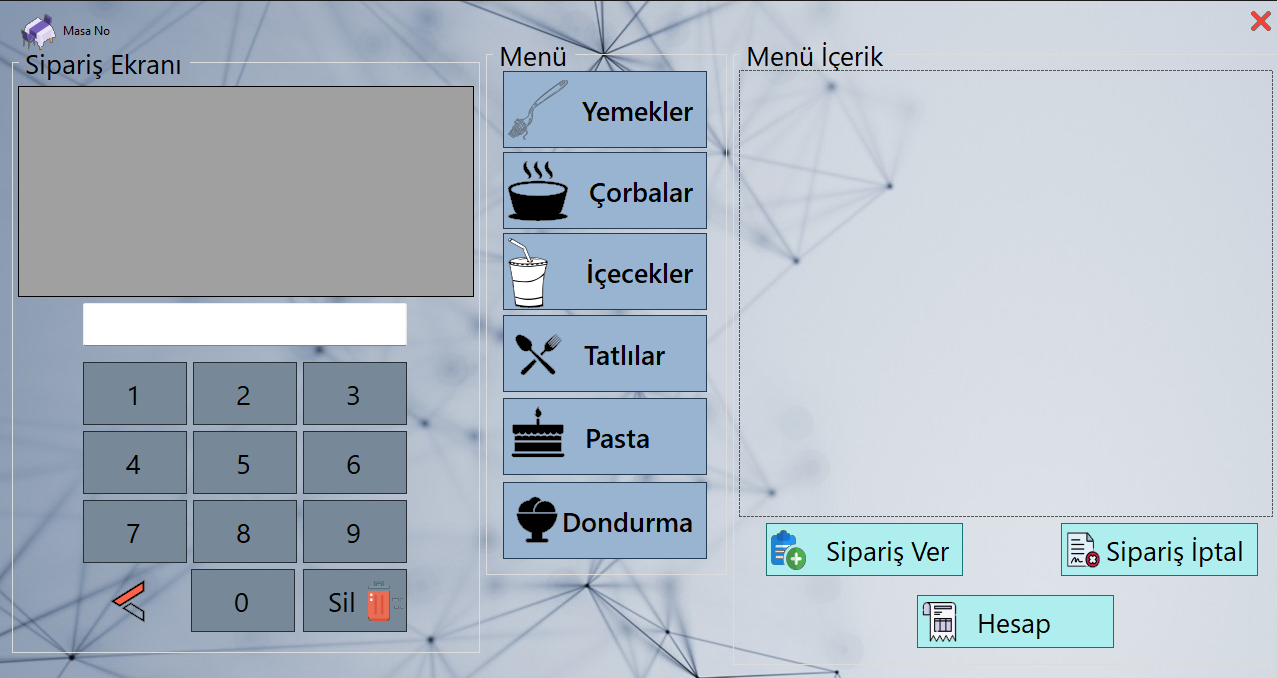 Masa No
Sipariş Ekranı
1
2
3
4
5
6
7
8
9
0
Sil
Menü
Yemekler
Çorbalar
İçecekler
Tatlılar
Pasta
Dondurma
Menü İçerik
Sipariş Ver
Sipariş İptal
Hesap